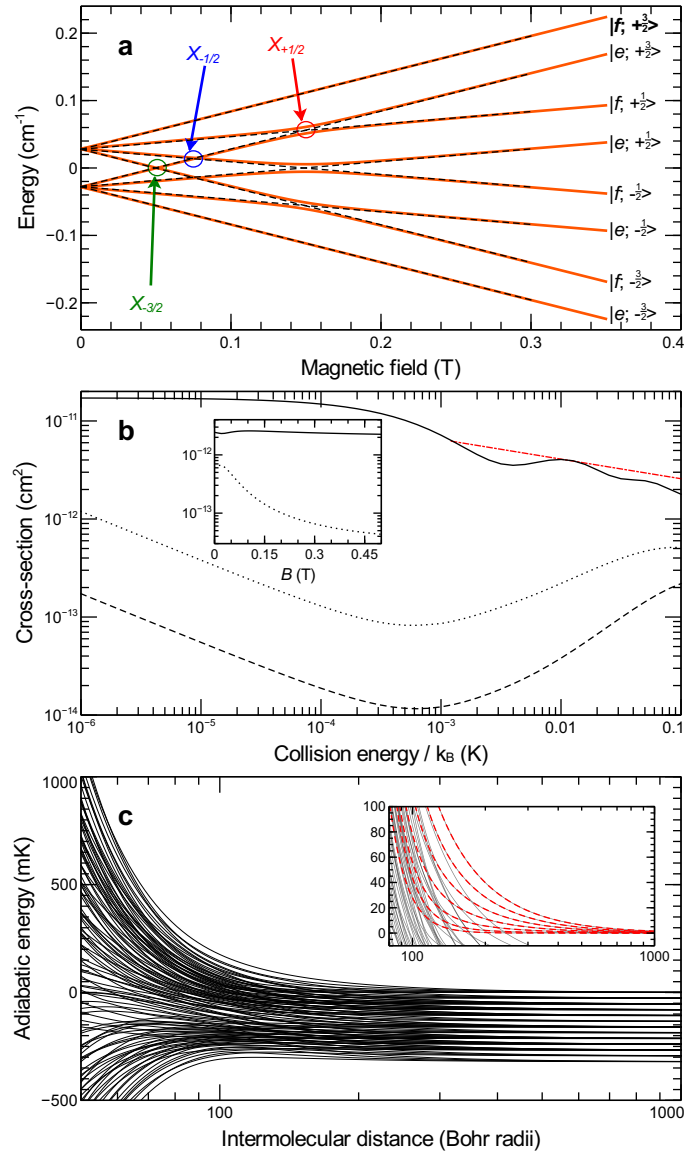 a
0.2
0.1
0
−0.1
−0.2
Energy (cm⁻¹)
X₋₁/₂
X₊₁/₂
X₋₃/₂
|f; +3/2>
|e; +3/2>
|f; +1/2>
|e; +1/2>
|f; -1/2>
|e; -1/2>
|f; -3/2>
|e; -3/2>
0 0.1 0.2 0.3 0.4
Magnetic field (T)
b
10⁻¹¹
10⁻¹²
10⁻¹³
10⁻¹⁴
Cross-section (cm²)
10⁻¹²
10⁻¹³
0 0.15 0.3 0.45
B (T)
10⁻⁶ 10⁻⁵ 10⁻⁴ 10⁻³ 0.01 0.1
Collision energy / k_B (K)
c
1000
500
0
−500
Adiabatic energy (mK)
100
80
60
40
20
0
100 1000
100 1000
Intermolecular distance (Bohr radii)